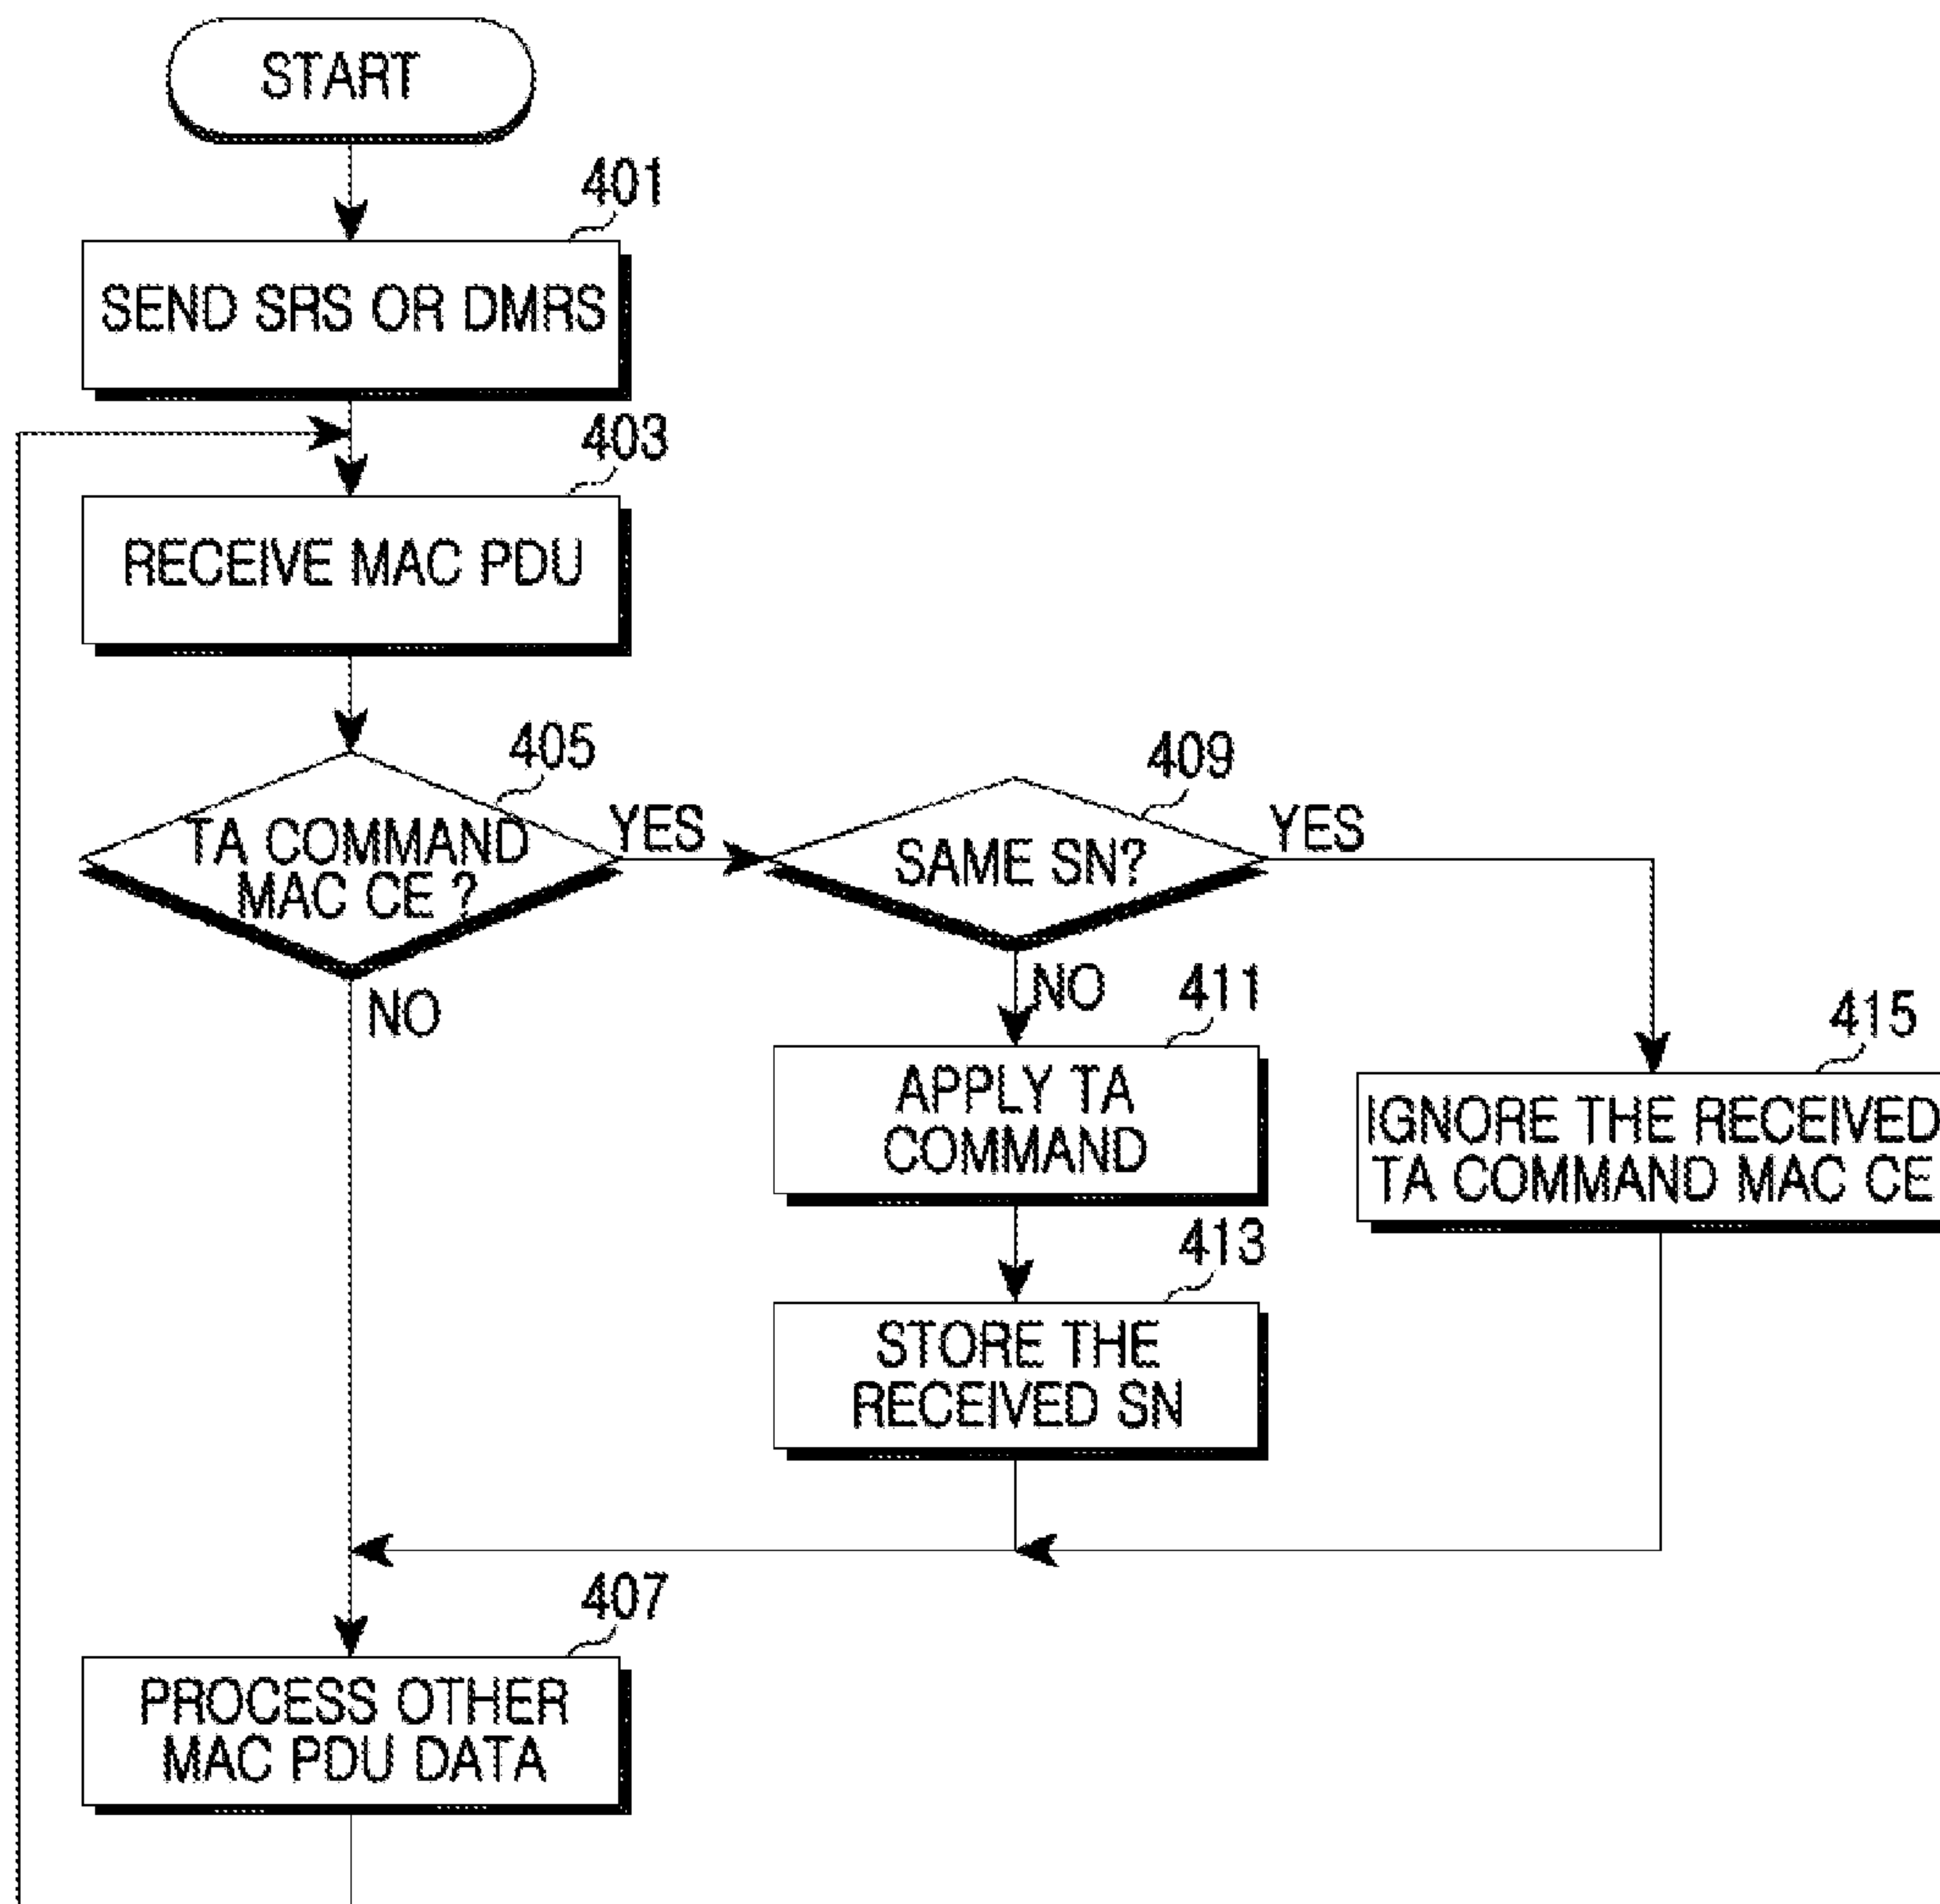 START
401
SEND SRS OR DMRS
403
RECEIVE MAC PDU
405
TA COMMAND
MAC CE ?
YES
NO
409
SAME SN?
YES
NO
411
APPLY TA
COMMAND
413
STORE THE
RECEIVED SN
415
IGNORE THE RECEIVED
TA COMMAND MAC CE
407
PROCESS OTHER
MAC PDU DATA